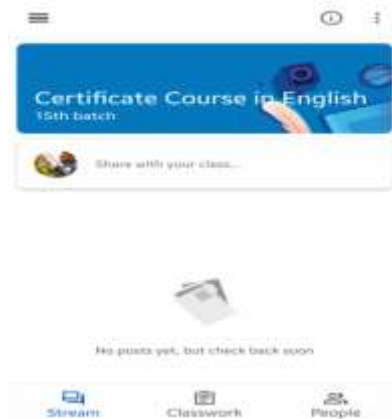 Certificate Course in English
15th batch
Share with your class...
No posts yet, but check back soon
Stream
Classwork
People